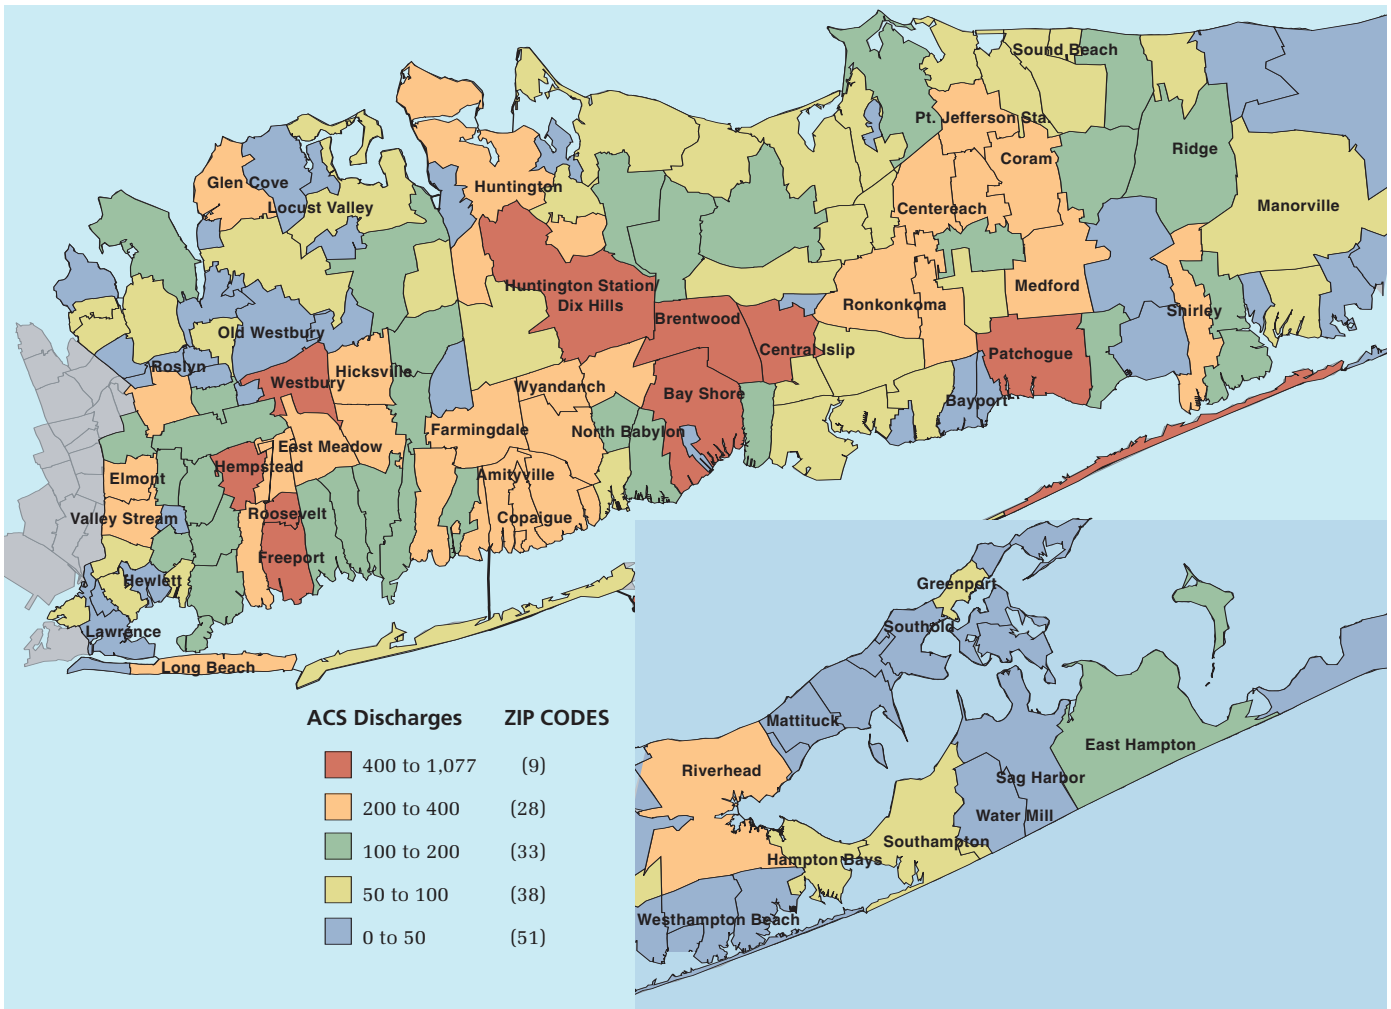 Sound Beach
Pt. Jefferson Sta.
Ridge
Coram
Glen Cove
Huntington
Locust Valley
Centereach
Manorville
Huntington Station/
Dix Hills
Medford
Ronkonkoma
Shirley
Brentwood
Old Westbury
Central Islip
Patchogue
Roslyn
Hicksville
Westbury
Wyandanch
Bay Shore
Bayport
Farmingdale
North Babylon
East Meadow
Hempstead
Elmont
Amityville
Roosevelt
Valley Stream
Copaigue
Freeport
Hewlett
Greenport
Southold
Lawrence
Long Beach
ACS Discharges ZIP CODES
400 to 1,077 (9)
200 to 400 (28)
100 to 200 (33)
50 to 100 (38)
0 to 50 (51)
Mattituck
East Hampton
Riverhead
Sag Harbor
Water Mill
Southampton
Hampton Bays
Westhampton Beach